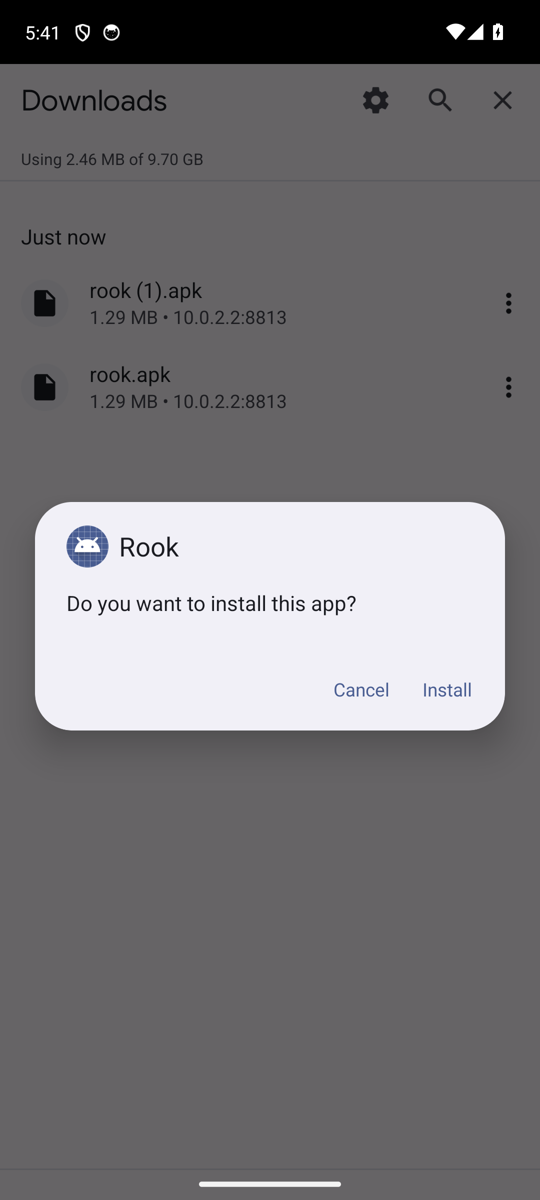 5:41
Downloads
Using 2.46 MB of 9.70 GB
Just now
rook (1).apk
1.29 MB • 10.0.2.2:8813
rook.apk
1.29 MB • 10.0.2.2:8813
Rook
Do you want to install this app?
Cancel Install